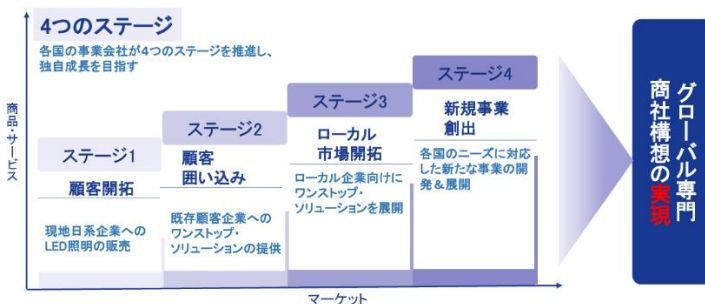 4つのステージ
各国の事業会社が4つのステージを推進し、
独自成長を目指す
商品・サービス
ステージ1
顧客開拓
現地日系企業への
LED照明の販売
ステージ2
顧客
囲い込み
既存顧客企業への
ワンストップ・
ソリューションの提供
ステージ3
ローカル
市場開拓
ローカル企業向けに
ワンストップ・
ソリューションを展開
ステージ4
新規事業
創出
各国のニーズに対応
した新たな事業の開
発&展開
マーケット
グローバル専門
商社構想の実現